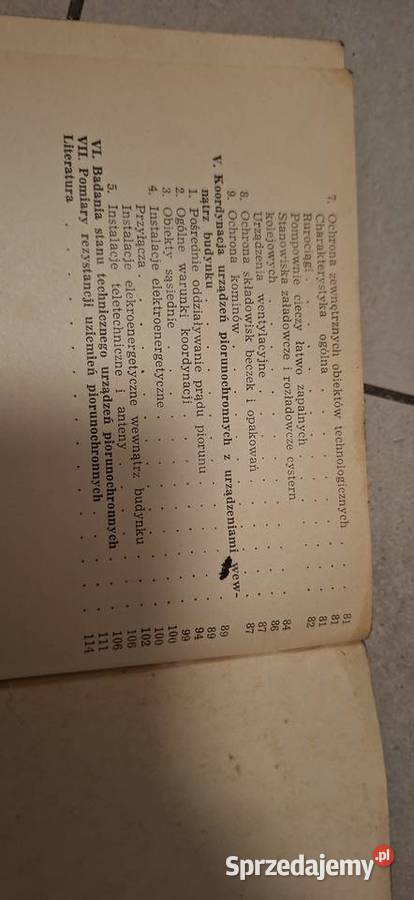 7. Ochrona zewnętrznych obiektów technologicznych . . 81
Charakterystyka ogólna . . . . . . . 81
Rurociągi . . . . . . . . . . 81
Pompownie cieczy łatwo zapalnych . . . . . 82
Stanowiska załadowcze i rozładowcze cystern
kolejowych . . . . . . . . . . 84
Urządzenia wentylacyjne . . . . . . . 86
8. Ochrona składowisk beczek i opakowań . . . . 87
9. Ochrona kominów . . . . . . . . . 87
V. Koordynacja urządzeń piorunochronnych z urządzeniami wew-
nątrz budynku . . . . . . . . . . 89
1. Pośrednie oddziaływanie prądu piorunu . . . . 89
2. Ogólne warunki koordynacji . . . . . . 94
3. Obiekty sąsiednie . . . . . . . . . 99
4. Instalacje elektroenergetyczne . . . . . . 100
Przyłącza . . . . . . . . . . 100
Instalacje elekroenergetyczne wewnątrz budynku . . 102
5. Instalacje teletechniczne i anteny . . . . . 106
VI. Badania stanu technicznego urządzeń piorunochronnych . 106
VII. Pomiary rezystancji uziemień piorunochronnych . . . 111
Literatura . . . . . . . . . . . 114
Sprzedajemy.pl